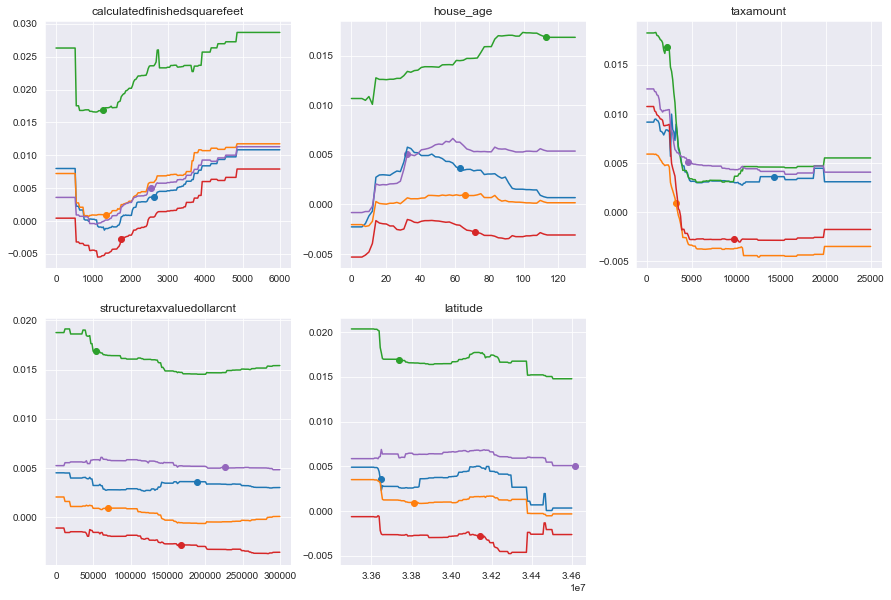 calculatedfinishedsquarefeet
0.030
0.025
0.020
0.015
0.010
0.005
0.000
−0.005
0 1000 2000 3000 4000 5000 6000
house_age
0.015
0.010
0.005
0.000
−0.005
0 20 40 60 80 100 120
taxamount
0.015
0.010
0.005
0.000
−0.005
0 5000 10000 15000 20000 25000
structuretaxvaluedollarcnt
0.020
0.015
0.010
0.005
0.000
0 50000 100000 150000 200000 250000 300000
latitude
0.020
0.015
0.010
0.005
0.000
−0.005
3.36 3.38 3.40 3.42 3.44 3.46
1e7